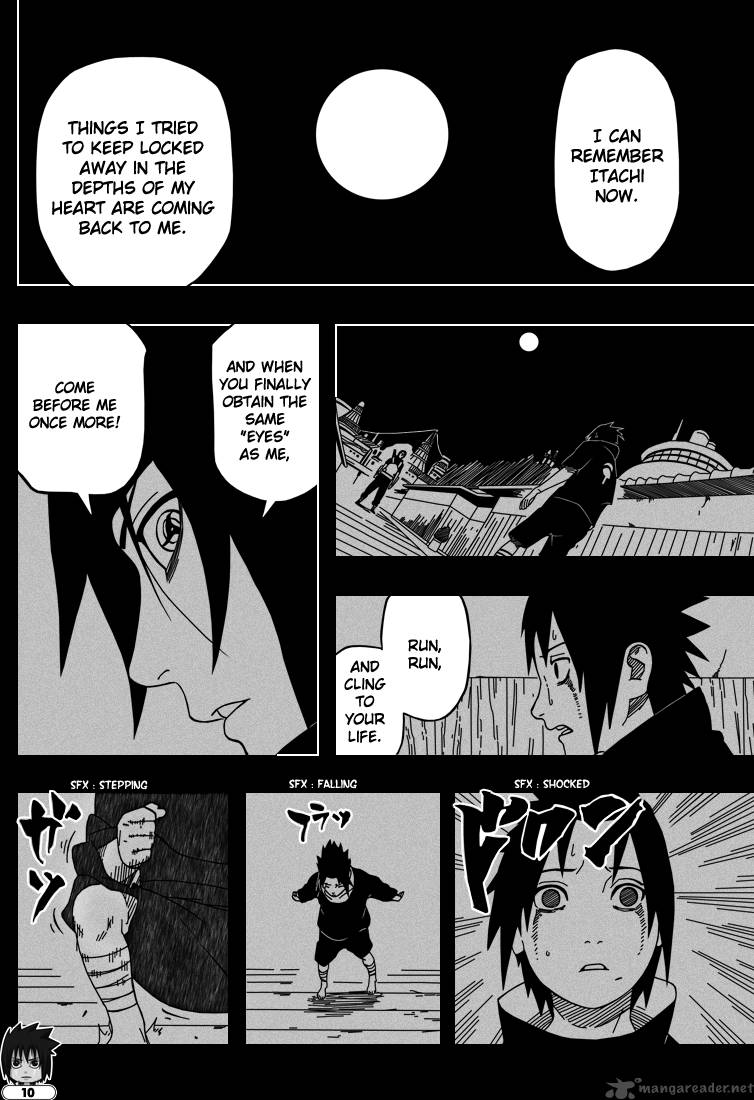 I CAN
REMEMBER
ITACHI
NOW.
THINGS I TRIED
TO KEEP LOCKED
AWAY IN THE
DEPTHS OF MY
HEART ARE COMING
BACK TO ME.
AND WHEN
YOU FINALLY
OBTAIN THE
SAME
"EYES"
AS ME,
COME
BEFORE ME
ONCE MORE!
RUN,
RUN,
AND
CLING
TO
YOUR
LIFE.
SFX : STEPPING
ガッ
SFX : FALLING
フラッ
SFX : SHOCKED
ドクン
10
mangareader.net